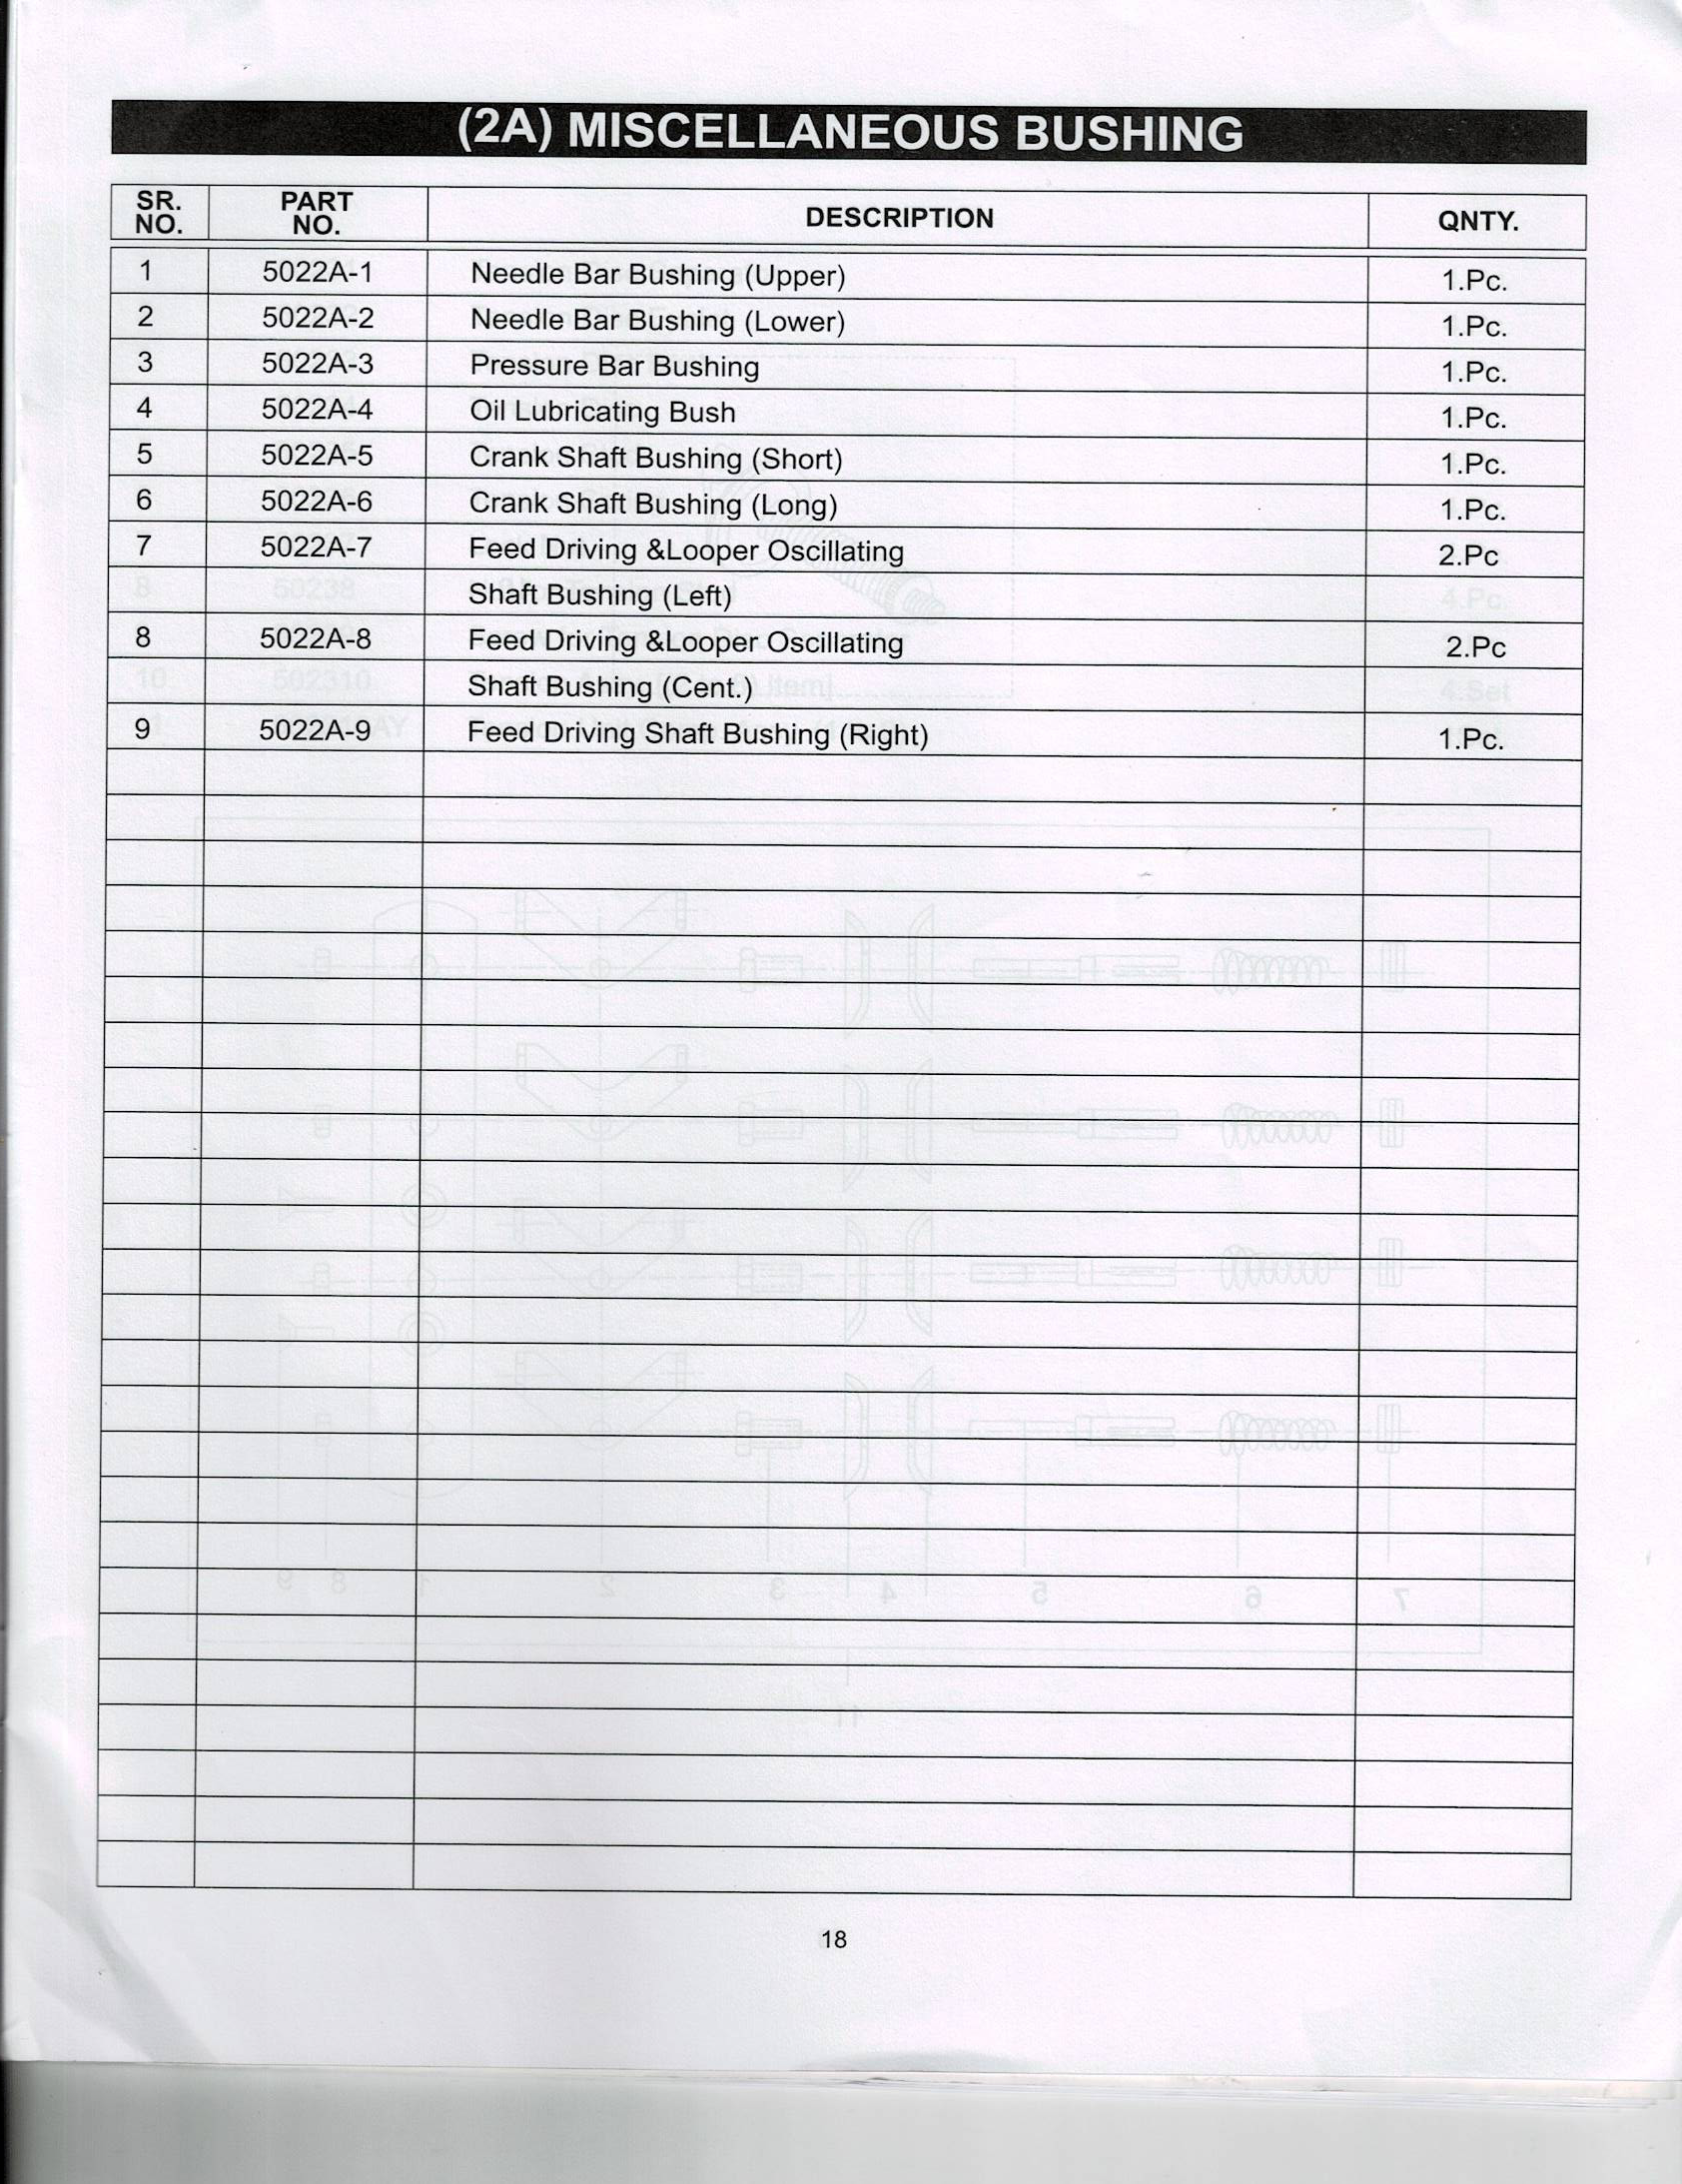 (2A) MISCELLANEOUS BUSHING
SR. NO. PART NO. DESCRIPTION QNTY.
1 5022A-1 Needle Bar Bushing (Upper) 1.Pc.
2 5022A-2 Needle Bar Bushing (Lower) 1.Pc.
3 5022A-3 Pressure Bar Bushing 1.Pc.
4 5022A-4 Oil Lubricating Bush 1.Pc.
5 5022A-5 Crank Shaft Bushing (Short) 1.Pc.
6 5022A-6 Crank Shaft Bushing (Long) 1.Pc.
7 5022A-7 Feed Driving &Looper Oscillating 2.Pc
Shaft Bushing (Left)
8 5022A-8 Feed Driving &Looper Oscillating 2.Pc
Shaft Bushing (Cent.)
9 5022A-9 Feed Driving Shaft Bushing (Right) 1.Pc.
18